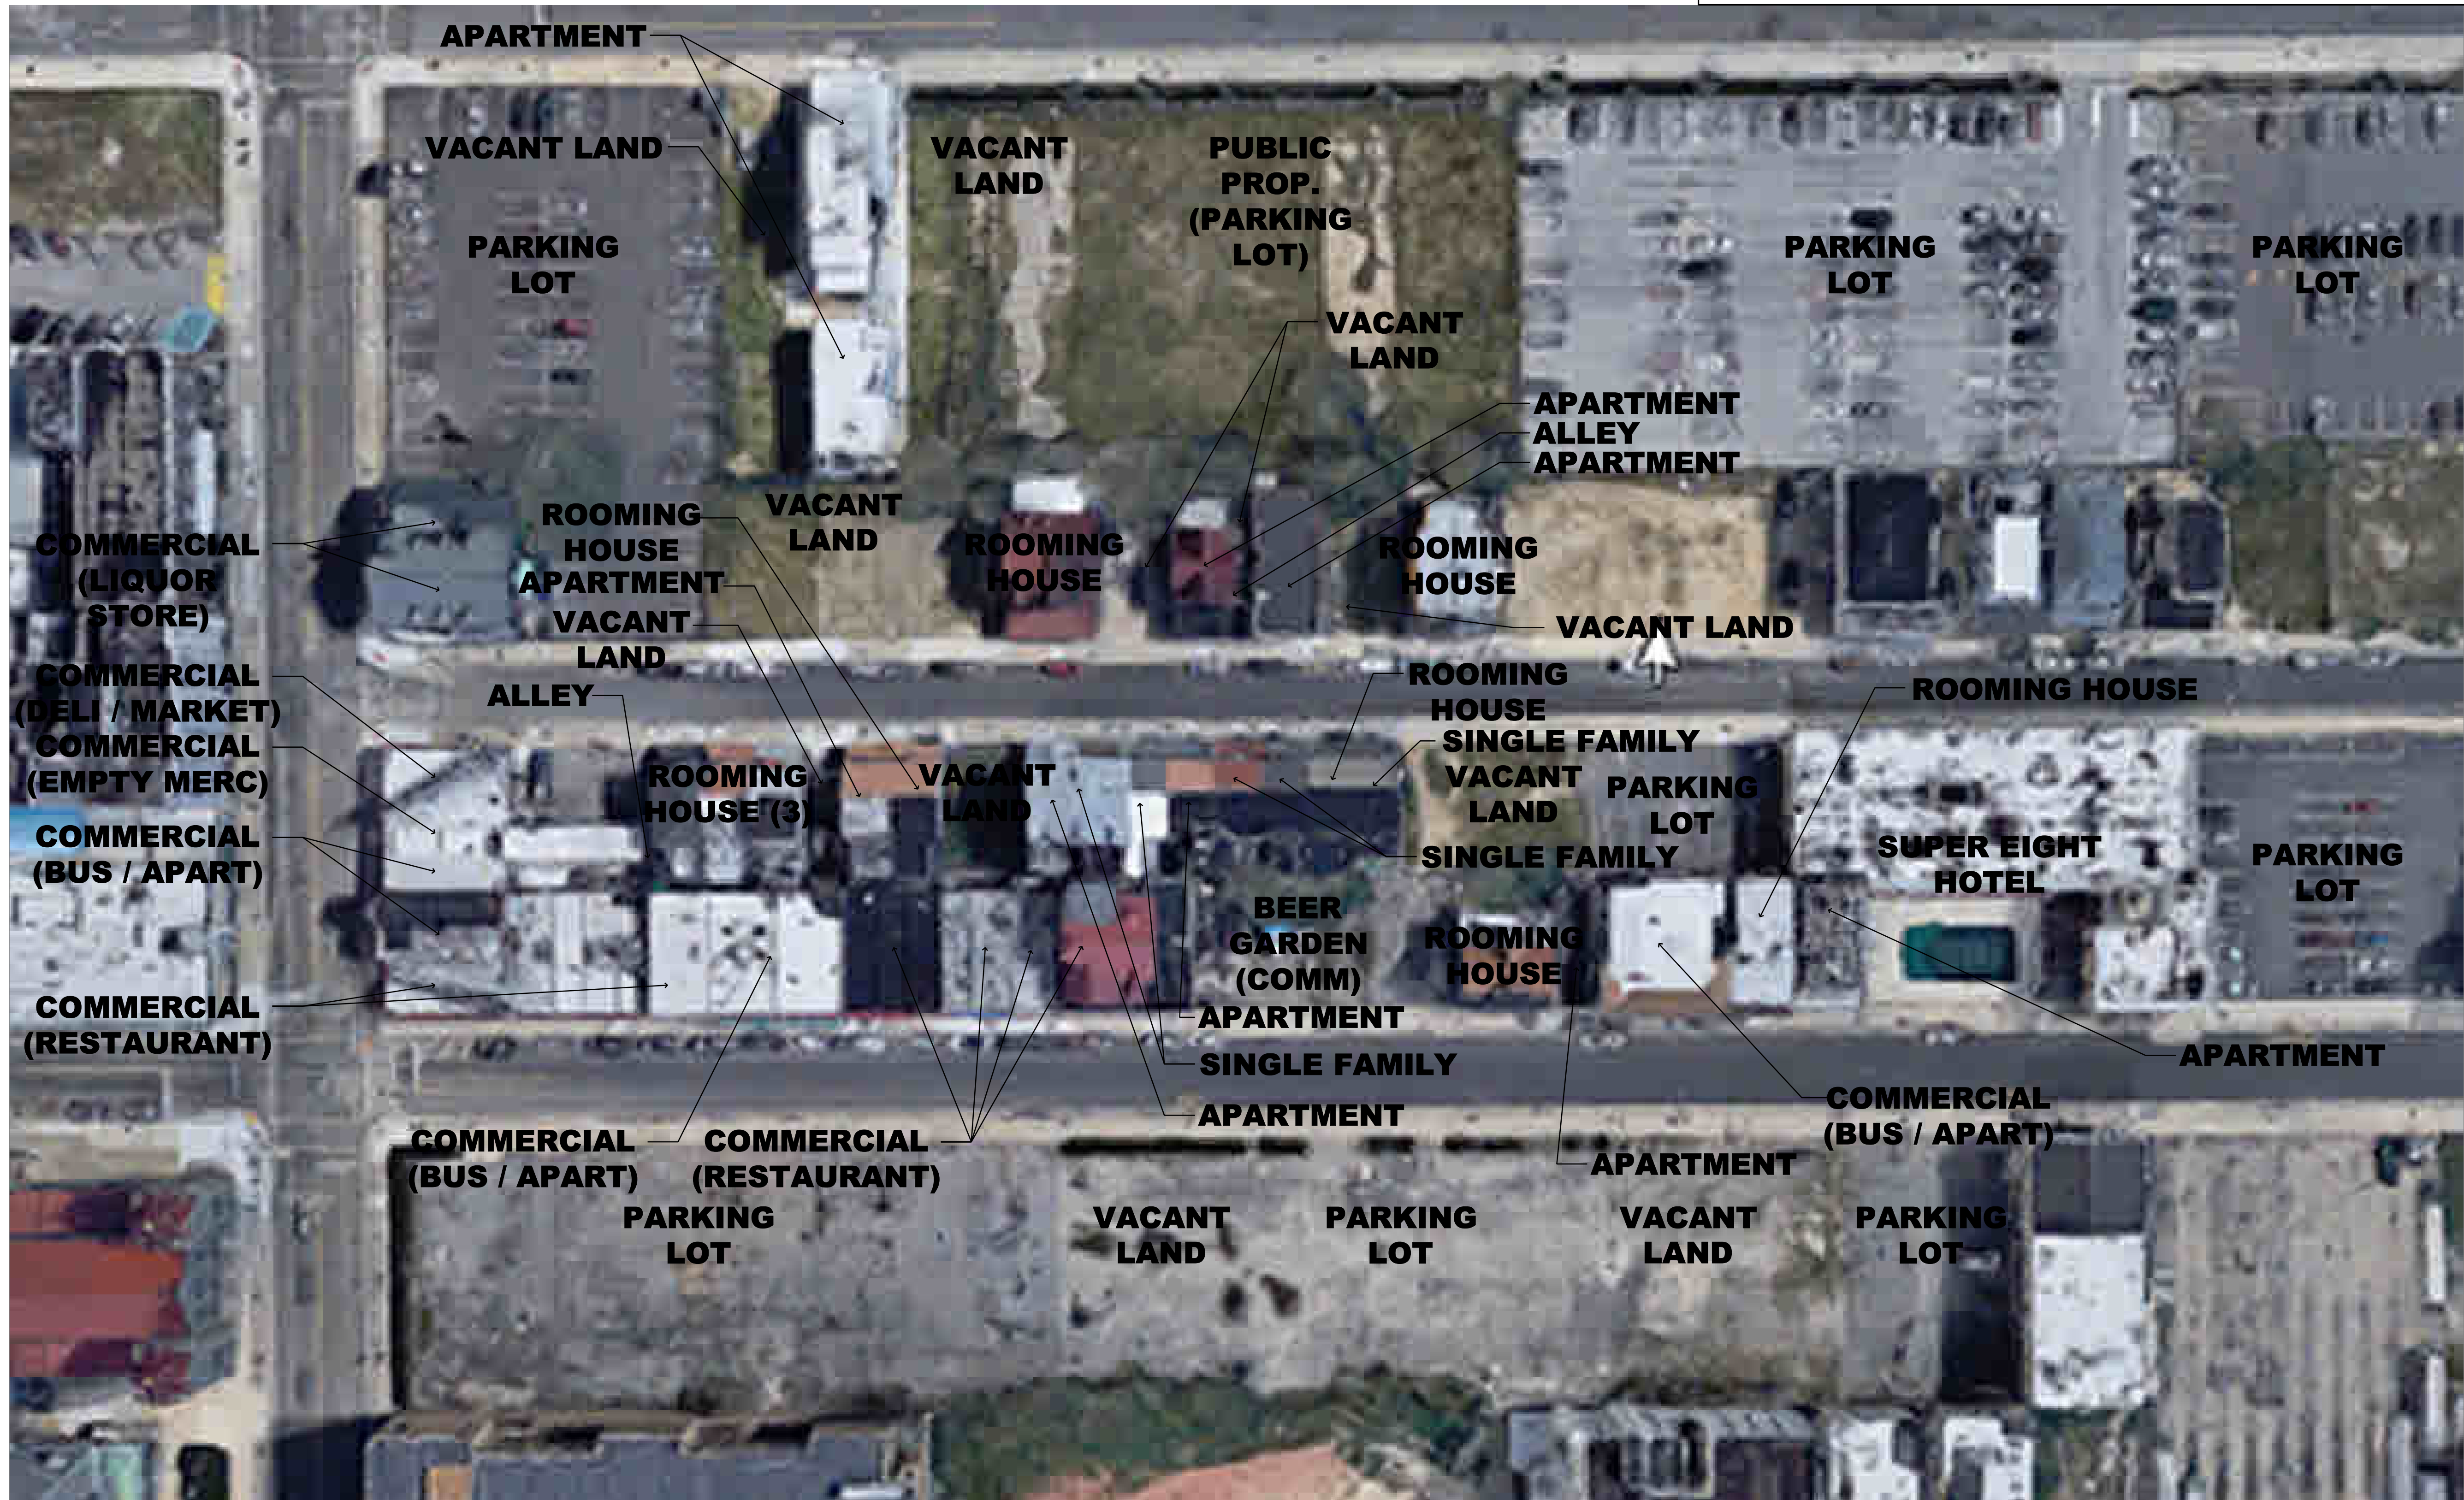 APARTMENT
VACANT LAND
VACANT
LAND
PUBLIC
PROP.
(PARKING
LOT)
PARKING
LOT
PARKING
LOT
PARKING
LOT
VACANT
LAND
APARTMENT
ALLEY
APARTMENT
COMMERCIAL
(LIQUOR
STORE)
ROOMING
HOUSE
VACANT
LAND
APARTMENT
VACANT
LAND
ROOMING
HOUSE
ROOMING
HOUSE
VACANT LAND
COMMERCIAL
(DELI / MARKET)
ALLEY
ROOMING
HOUSE
ROOMING HOUSE
COMMERCIAL
(EMPTY MERC)
ROOMING
HOUSE (3)
VACANT
LAND
SINGLE FAMILY
VACANT
LAND
PARKING
LOT
COMMERCIAL
(BUS / APART)
SINGLE FAMILY
SUPER EIGHT
HOTEL
PARKING
LOT
BEER
GARDEN
(COMM)
ROOMING
HOUSE
COMMERCIAL
(RESTAURANT)
APARTMENT
SINGLE FAMILY
APARTMENT
APARTMENT
COMMERCIAL
(BUS / APART)
COMMERCIAL
(BUS / APART)
COMMERCIAL
(RESTAURANT)
APARTMENT
PARKING
LOT
VACANT
LAND
PARKING
LOT
VACANT
LAND
PARKING
LOT